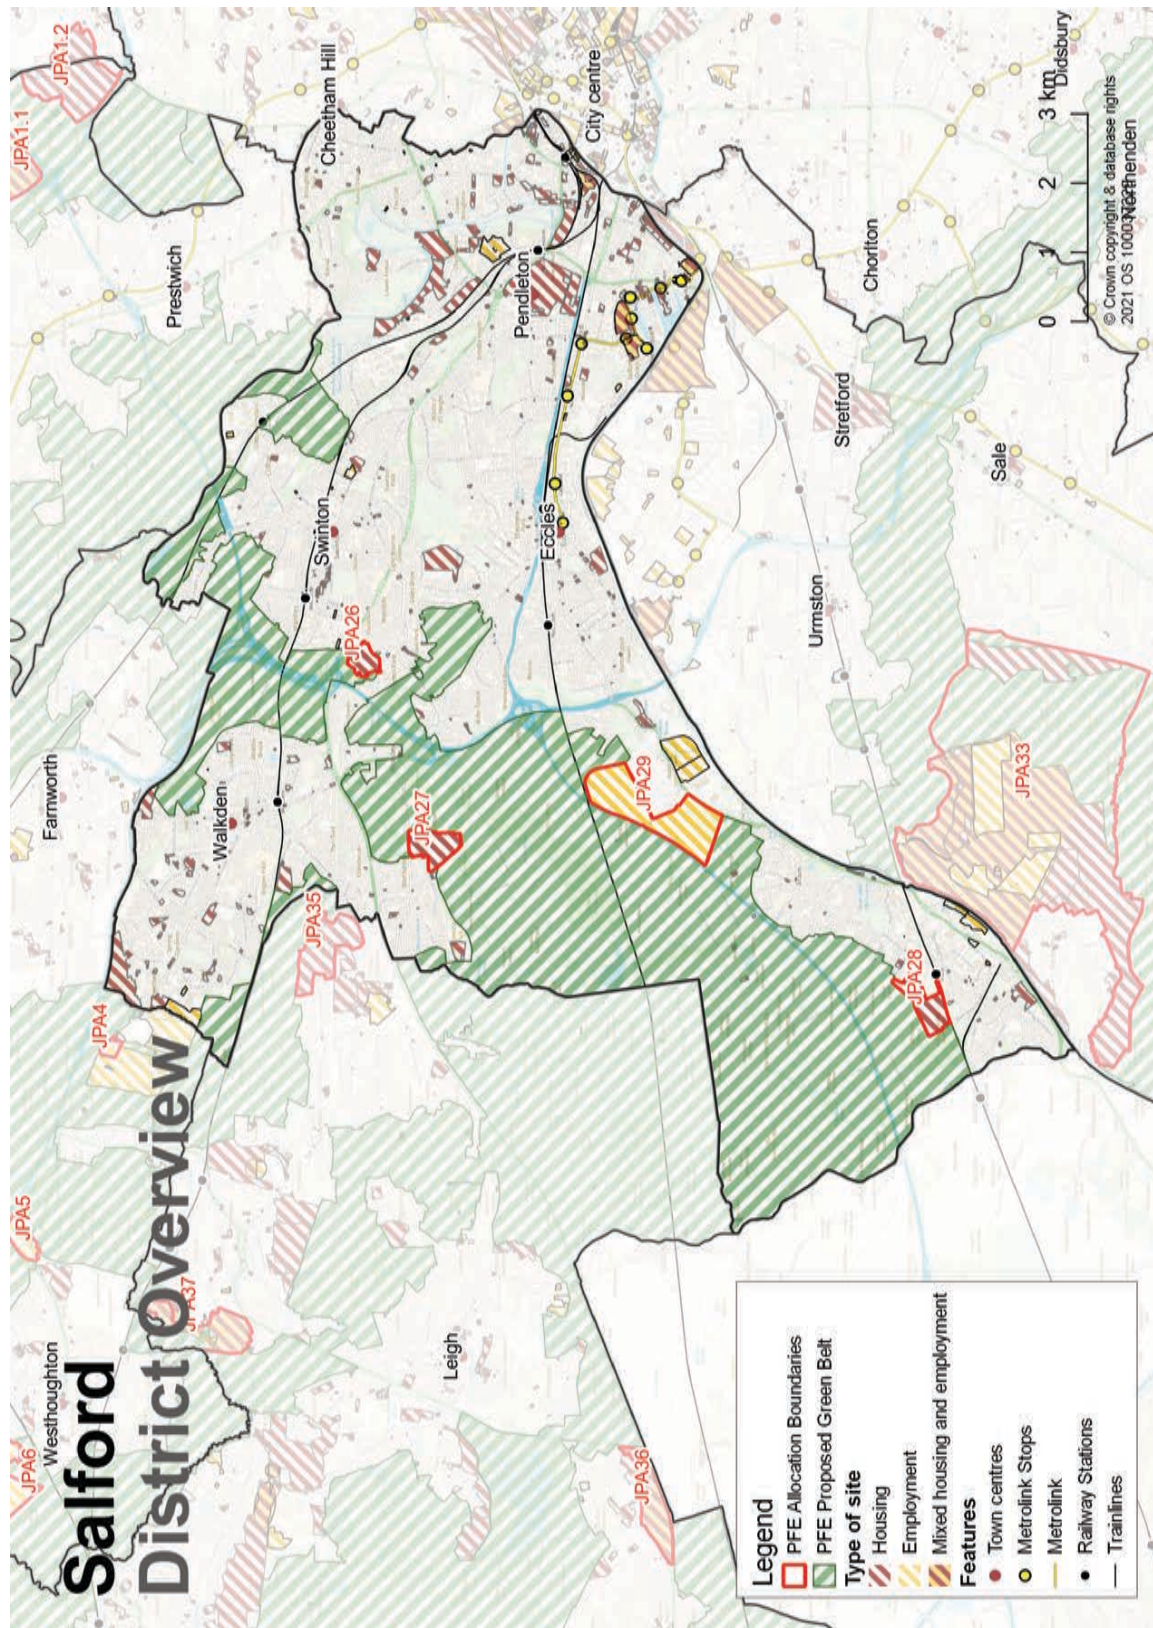 Salford
District Overview
JPA6
Westhoughton
JPA5
JPA37
JPA4
Farnworth
Prestwich
JPA1.1
JPA1.2
Cheetham Hill
Walkden
Swinton
JPA26
JPA35
JPA27
Leigh
Pendleton
City centre
Eccles
JPA29
JPA36
Urmston
Stretford
Chorlton
JPA28
Sale
JPA33
Didsbury
Northenden
Legend
PFE Allocation Boundaries
PFE Proposed Green Belt
Type of site
Housing
Employment
Mixed housing and employment
Features
Town centres
Metrolink Stops
Metrolink
Railway Stations
Trainlines
0 1 2 3 km
© Crown copyright & database rights
2021 OS